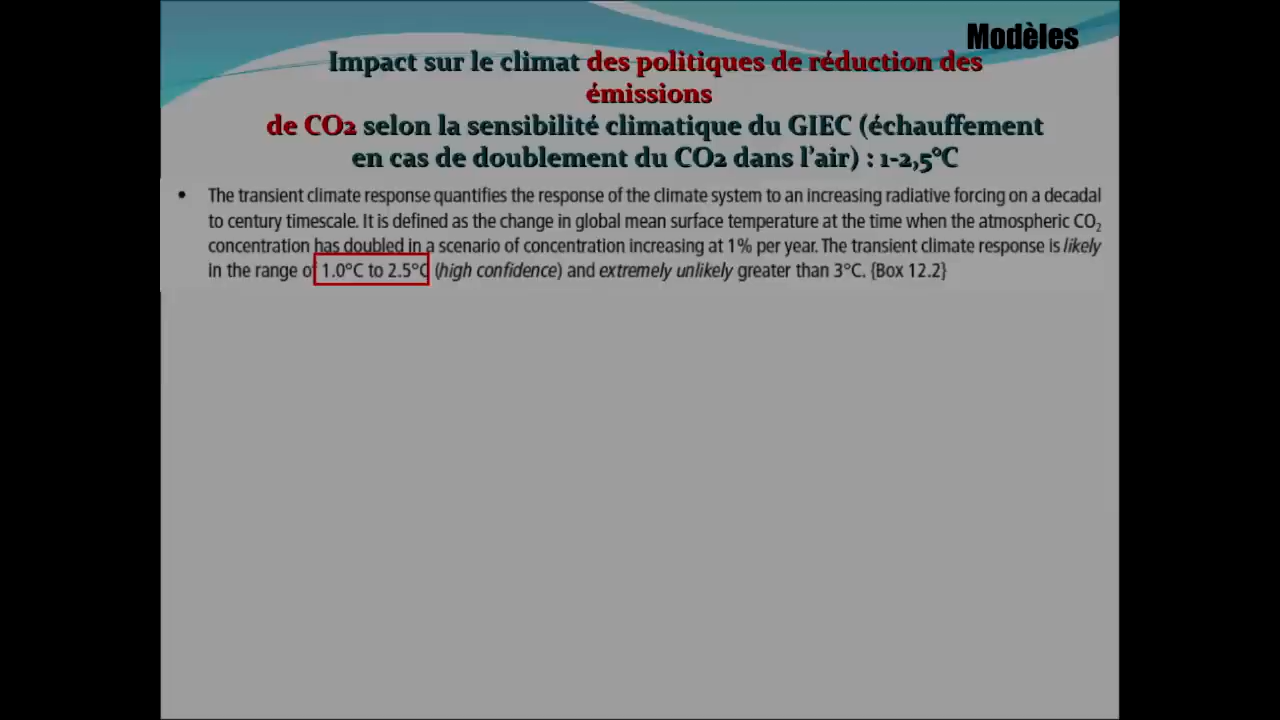 Modèles
Impact sur le climat des politiques de réduction des
émissions
de CO2 selon la sensibilité climatique du GIEC (échauffement
en cas de doublement du CO2 dans l'air) : 1-2,5°C
• The transient climate response quantifies the response of the climate system to an increasing radiative forcing on a decadal
to century timescale. It is defined as the change in global mean surface temperature at the time when the atmospheric CO₂
concentration has doubled in a scenario of concentration increasing at 1% per year. The transient climate response is likely
in the range of 1.0°C to 2.5°C (high confidence) and extremely unlikely greater than 3°C. {Box 12.2}